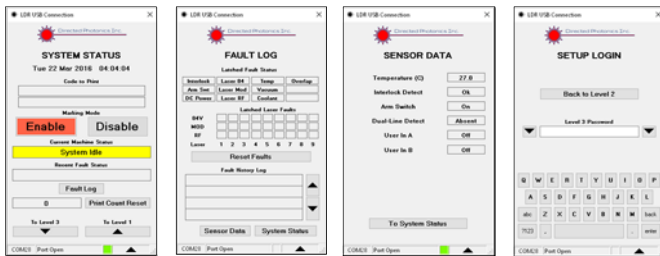 LDR USB Connection
Directed Photonics Inc.
SYSTEM STATUS
Tue 22 Mar 2016 04:04:04
Code to Print
Marking Mode
Enable Disable
Current Machine Status
System Idle
Recent Fault Status
Fault Log
0 Print Count Reset
To Level 3 To Level 1
COM28 Port Open
LDR USB Connection
Directed Photonics Inc.
FAULT LOG
Latched Fault Status
Interlock Laser 04 Temp Overlap
Arm Swt Laser Mod Vacuum
DC Power Laser RF Coolant
Latched Laser Faults
D4V
MOD
RF
Laser 1 2 3 4 5 6 7 8 9
Reset Faults
Fault History Log
Sensor Data System Status
COM28 Port Open
LDR USB Connection
Directed Photonics Inc.
SENSOR DATA
Temperature (C) 27.0
Interlock Detect Ok
Arm Switch On
Dual-Line Detect Absent
User In A Off
User In B Off
To System Status
COM28 Port Open
LDR USB Connection
Directed Photonics Inc.
SETUP LOGIN
Back to Level 2
Level 3 Password
Q W E R T Y U I O P
A S D F G H J K L
abc Z X C V B N M back
?123 . . enter
COM28 Port Open